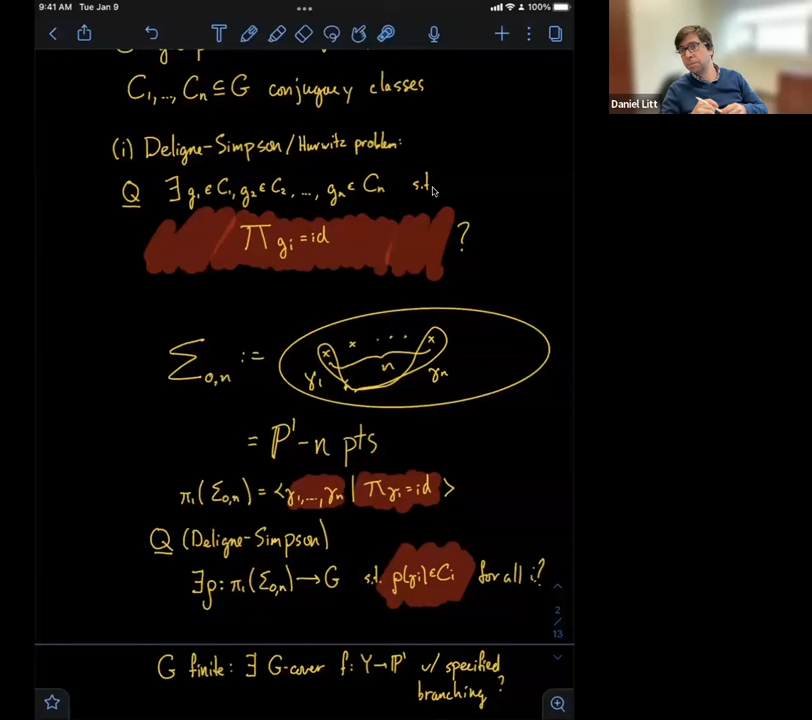 9:41 AM Tue Jan 9
100%
Daniel Litt
C₁,..., Cₙ ⊆ G conjugacy classes
(i) Deligne-Simpson/Hurwitz problem:
Q ∃ g₁ ∈ C₁, g₂ ∈ C₂, ..., gₙ ∈ Cₙ s.t.
∏ gᵢ = id ?
Σ₀,ₙ :=
γ₁ n γₙ
= ℙ¹ - n pts
π₁(Σ₀,ₙ) = <γ₁,...,γₙ | ∏ γᵢ = id>
Q (Deligne-Simpson)
∃ρ: π₁(Σ₀,ₙ) → G s.t. ρ(γᵢ) ∈ Cᵢ for all i?
2
/
13
G finite: ∃ G-cover f: Y → ℙ¹ w/ specified
branching?